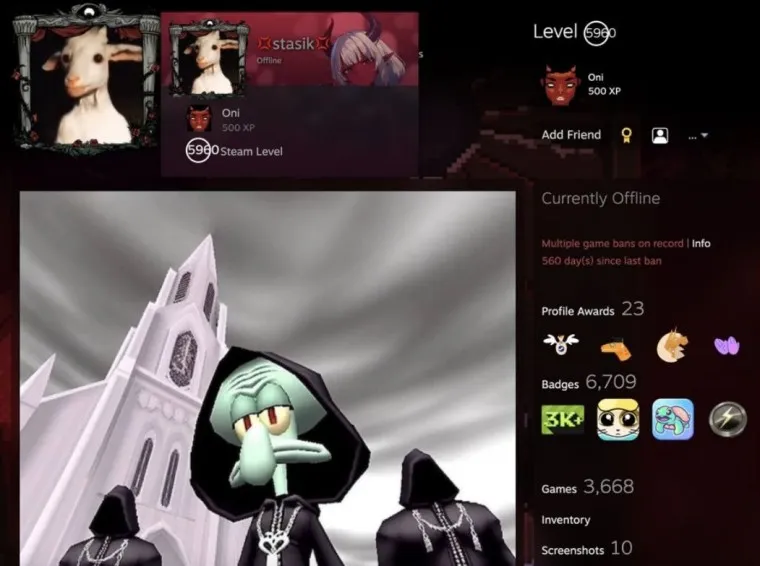 stasik
Offline
s
Oni
500 XP
5960 Steam Level
Level 5960
Oni
500 XP
Add Friend
...
Currently Offline
Multiple game bans on record | Info
560 day(s) since last ban
Profile Awards 23
Badges 6,709
3K+
Games 3,668
Inventory
Screenshots 10